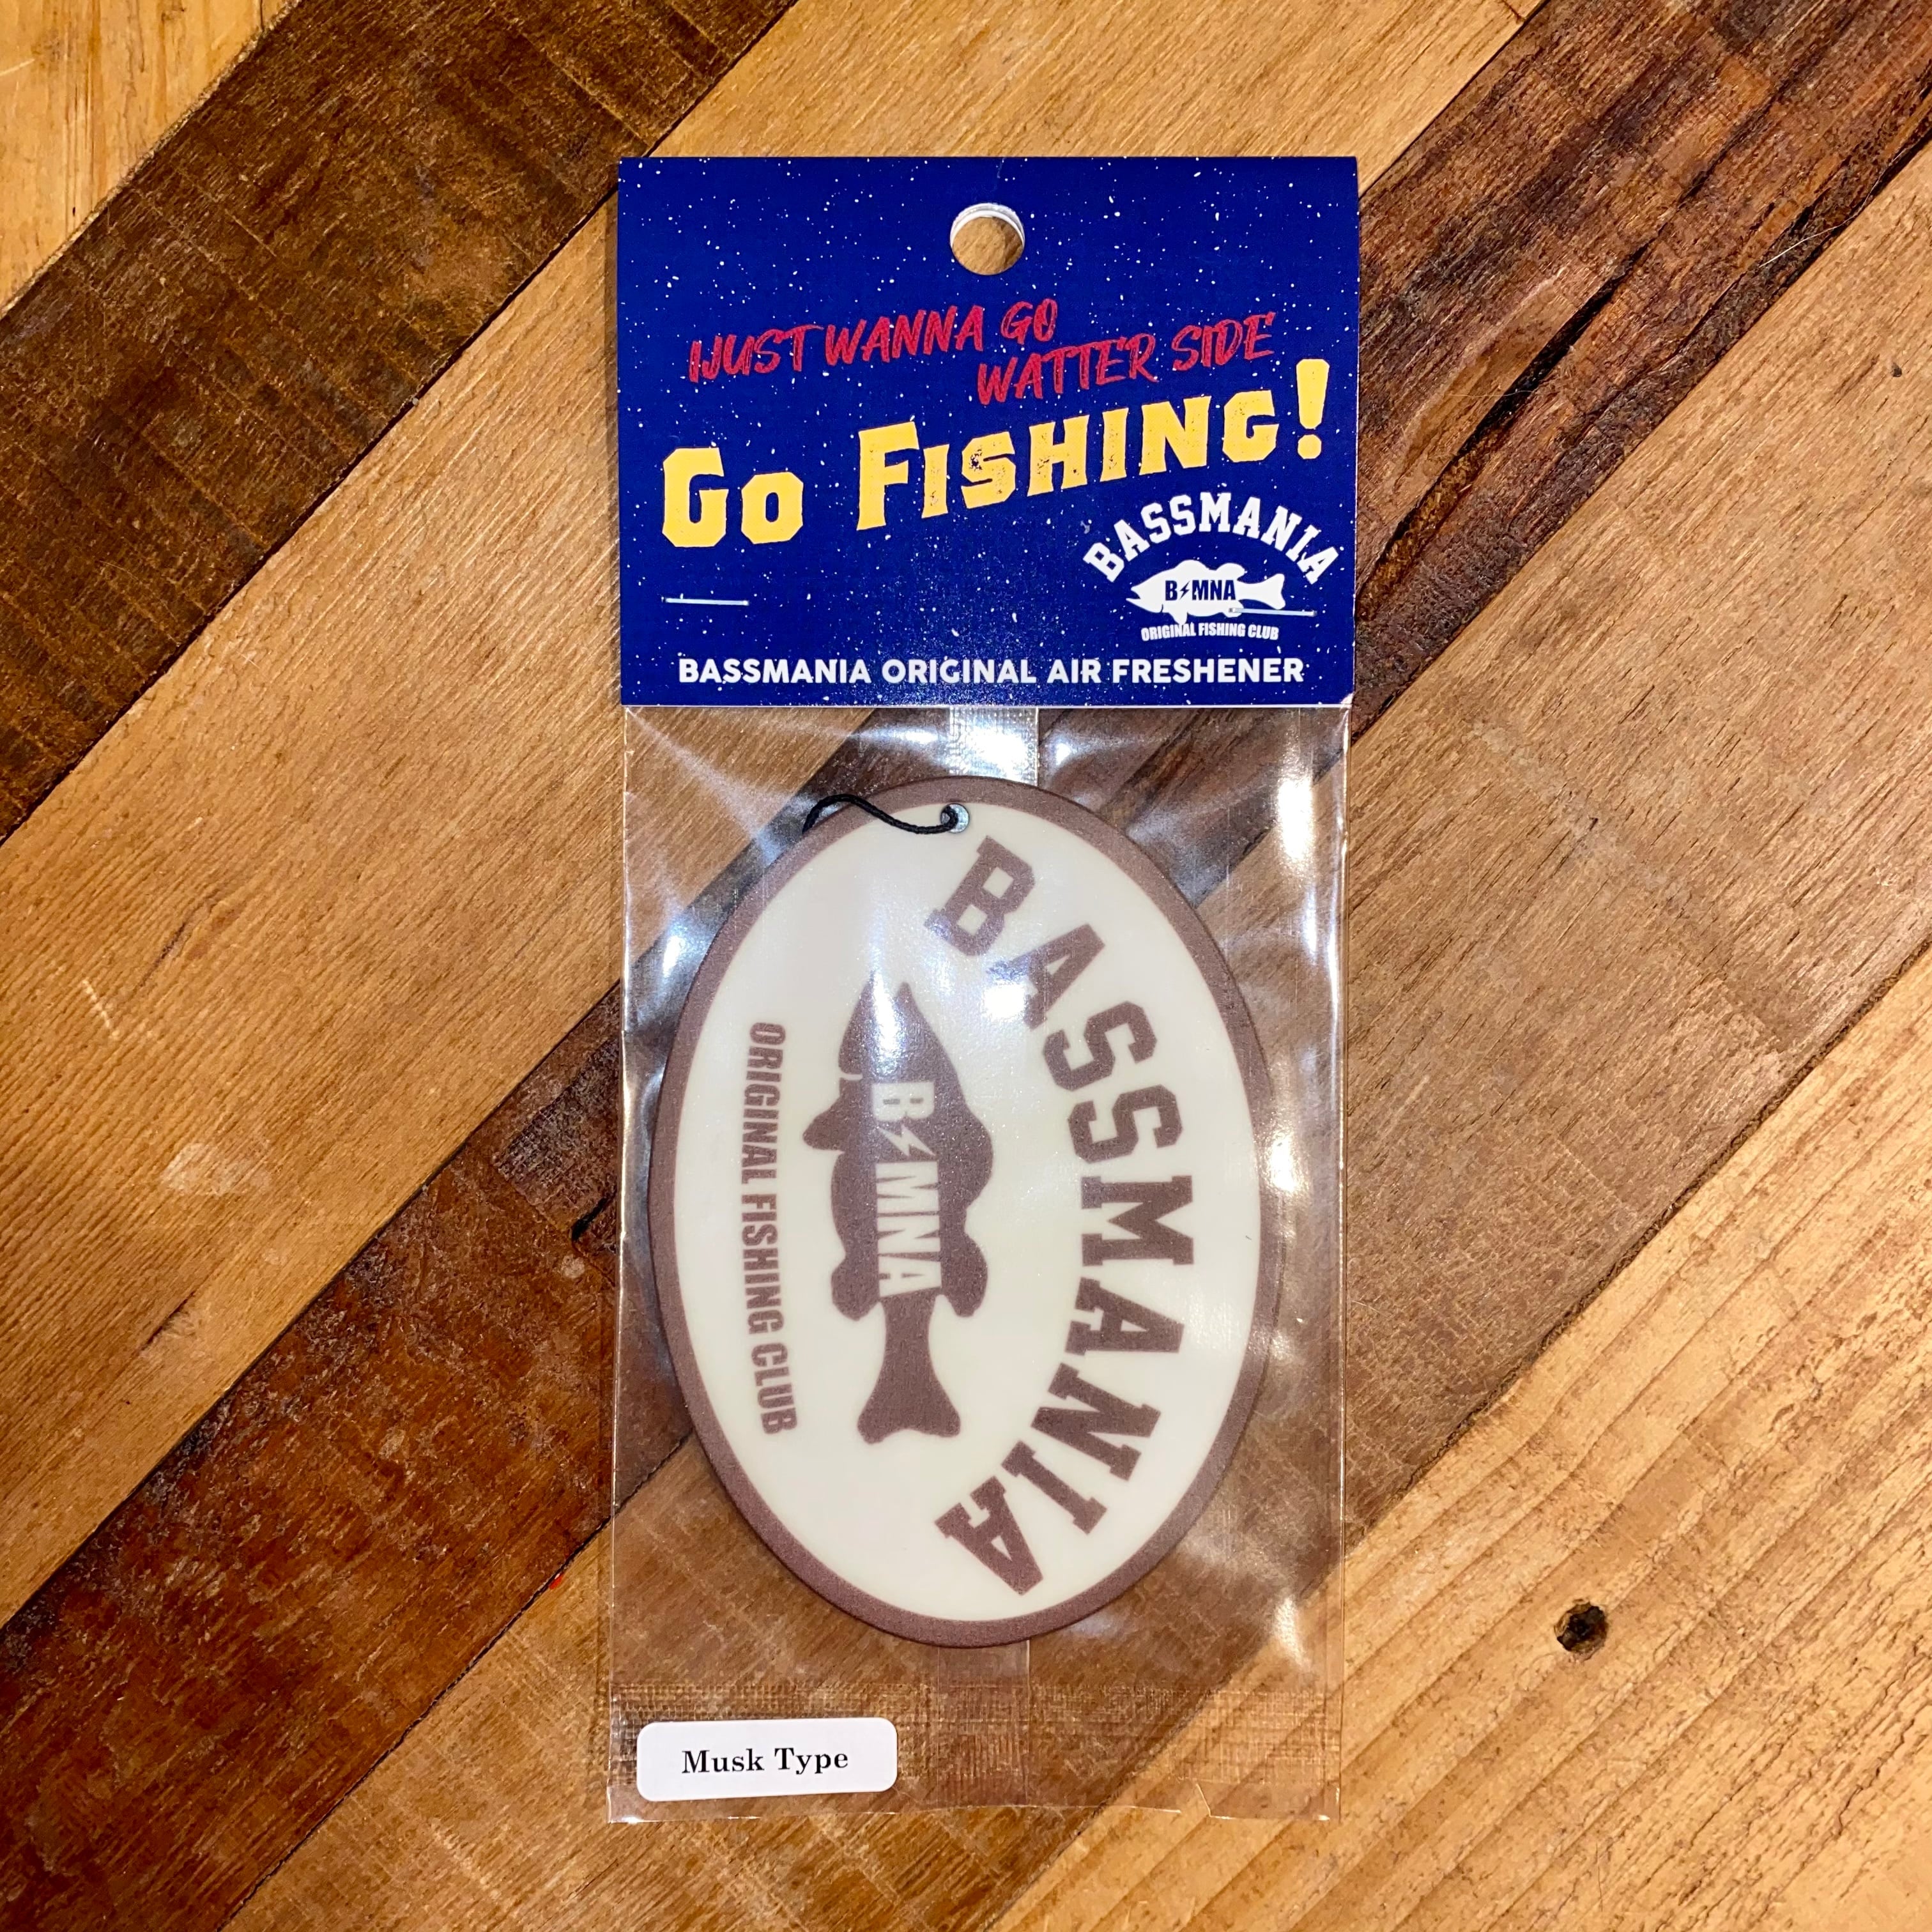 IJUST WANNA GO
WATTER SIDE
GO FISHING!
BASSMANIA
B⚡MNA
ORIGINAL FISHING CLUB
BASSMANIA ORIGINAL AIR FRESHENER
BASSMANIA
B⚡MNA
ORIGINAL FISHING CLUB
Musk Type